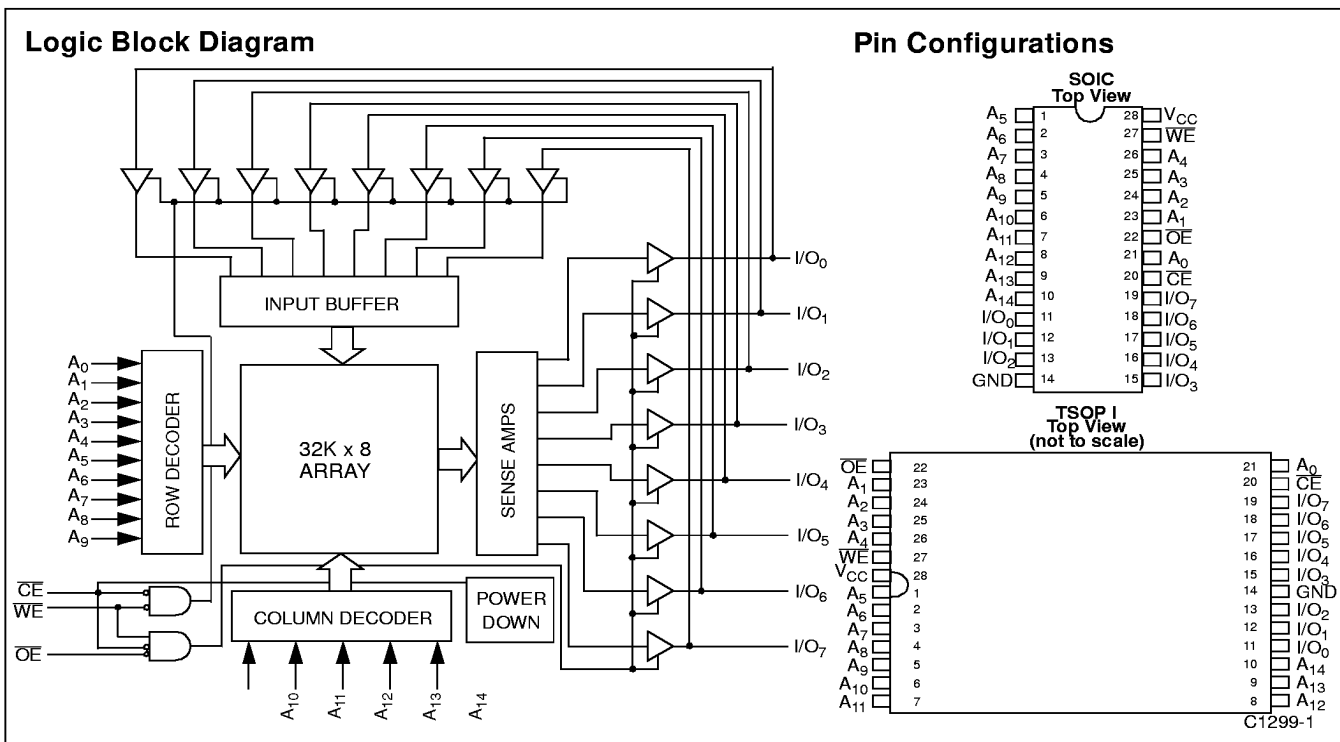 Logic Block Diagram
INPUT BUFFER
A0
A1
A2
A3
A4
A5
A6
A7
A8
A9
ROW DECODER
32K x 8
ARRAY
SENSE AMPS
I/O0
I/O1
I/O2
I/O3
I/O4
I/O5
I/O6
I/O7
CE
WE
OE
COLUMN DECODER
POWER
DOWN
A10
A11
A12
A13
A14
Pin Configurations
SOIC
Top View
A5 1 28 VCC
A6 2 27 WE
A7 3 26 A4
A8 4 25 A3
A9 5 24 A2
A10 6 23 A1
A11 7 22 OE
A12 8 21 A0
A13 9 20 CE
A14 10 19 I/O7
I/O0 11 18 I/O6
I/O1 12 17 I/O5
I/O2 13 16 I/O4
GND 14 15 I/O3
TSOP I
Top View
(not to scale)
OE 22 21 A0
A1 23 20 CE
A2 24 19 I/O7
A3 25 18 I/O6
A4 26 17 I/O5
WE 27 16 I/O4
VCC 28 15 I/O3
A5 1 14 GND
A6 2 13 I/O2
A7 3 12 I/O1
A8 4 11 I/O0
A9 5 10 A14
A10 6 9 A13
A11 7 8 A12
C1299-1